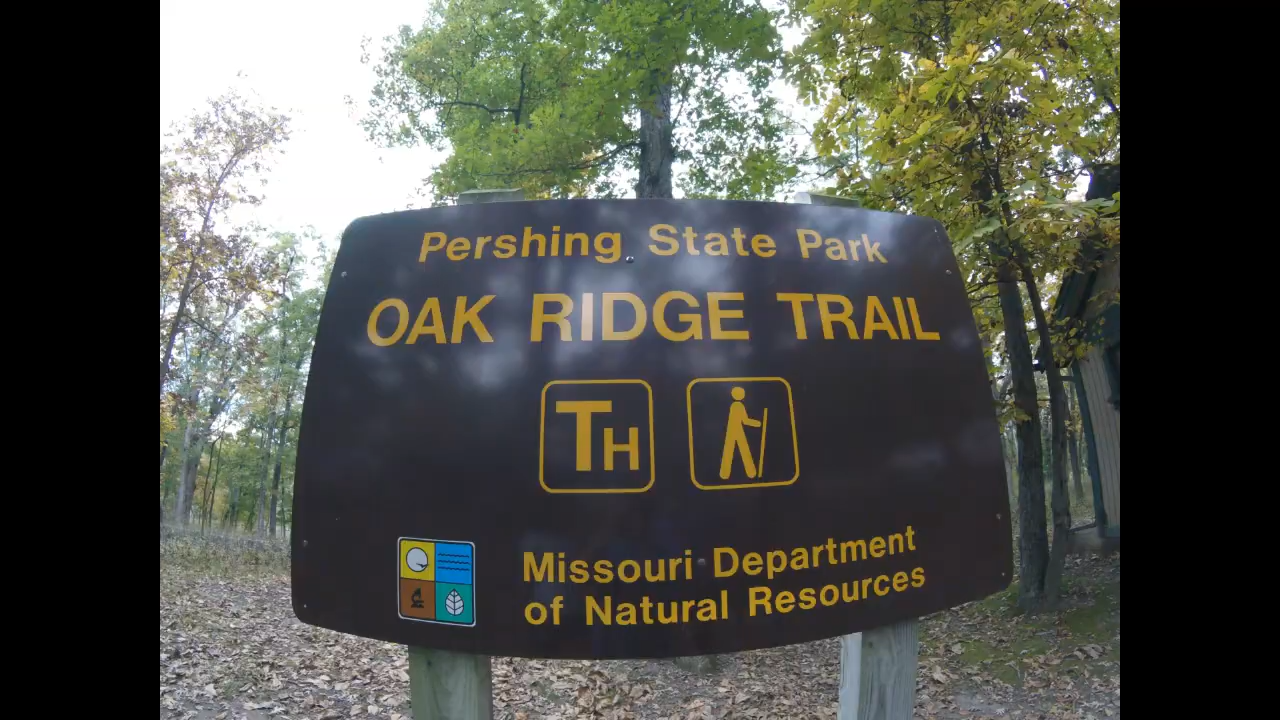 Pershing State Park
OAK RIDGE TRAIL
TH
Missouri Department
of Natural Resources